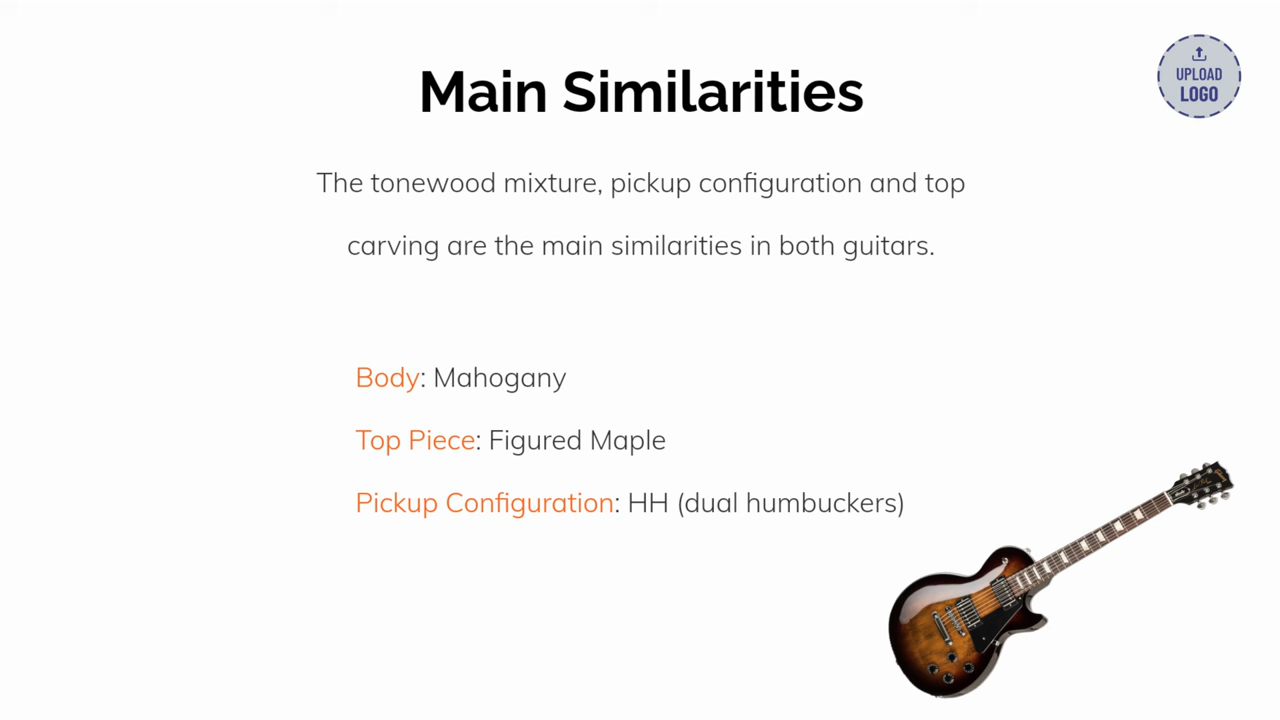 Main Similarities
UPLOAD
LOGO
The tonewood mixture, pickup configuration and top
carving are the main similarities in both guitars.
Body: Mahogany
Top Piece: Figured Maple
Pickup Configuration: HH (dual humbuckers)